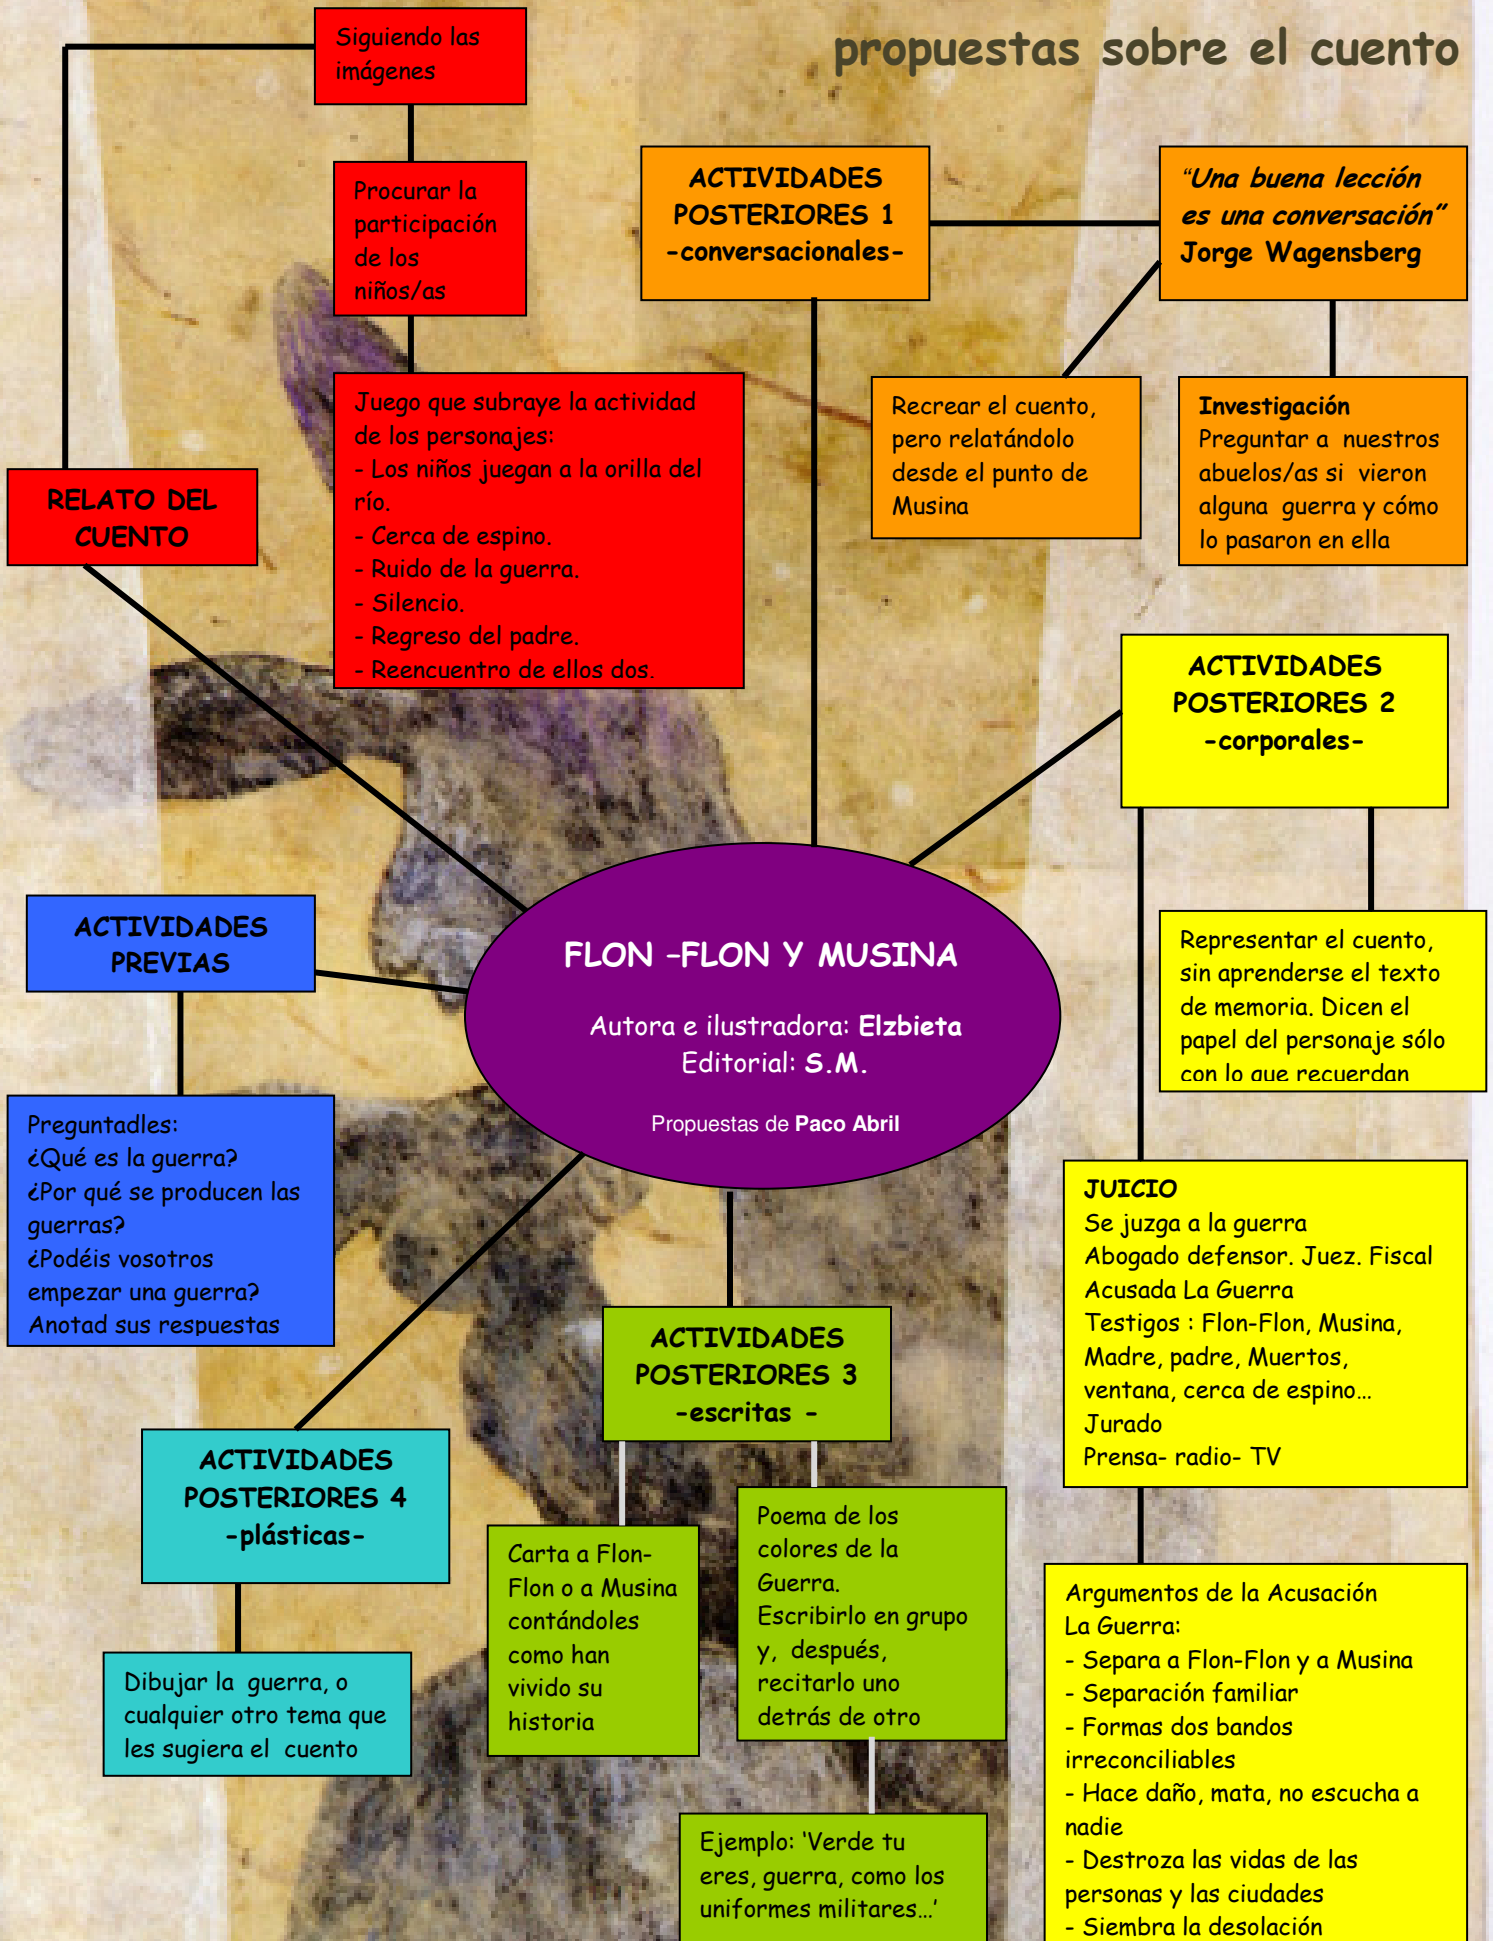 propuestas sobre el cuento
Siguiendo las
imágenes
Procurar la
participación
de los
niños/as
Juego que subraye la actividad
de los personajes:
- Los niños juegan a la orilla del
río.
- Cerca de espino.
- Ruido de la guerra.
- Silencio.
- Regreso del padre.
- Reencuentro de ellos dos.
RELATO DEL
CUENTO
ACTIVIDADES
POSTERIORES 1
-conversacionales-
"Una buena lección
es una conversación"
Jorge Wagensberg
Recrear el cuento,
pero relatándolo
desde el punto de
Musina
Investigación
Preguntar a nuestros
abuelos/as si vieron
alguna guerra y cómo
lo pasaron en ella
ACTIVIDADES
POSTERIORES 2
-corporales-
Representar el cuento,
sin aprenderse el texto
de memoria. Dicen el
papel del personaje sólo
con lo que recuerdan
JUICIO
Se juzga a la guerra
Abogado defensor. Juez. Fiscal
Acusada La Guerra
Testigos : Flon-Flon, Musina,
Madre, padre, Muertos,
ventana, cerca de espino…
Jurado
Prensa- radio- TV
Argumentos de la Acusación
La Guerra:
- Separa a Flon-Flon y a Musina
- Separación familiar
- Formas dos bandos
irreconciliables
- Hace daño, mata, no escucha a
nadie
- Destroza las vidas de las
personas y las ciudades
- Siembra la desolación
FLON -FLON Y MUSINA
Autora e ilustradora: Elzbieta
Editorial: S.M.
Propuestas de Paco Abril
ACTIVIDADES
PREVIAS
Preguntadles:
¿Qué es la guerra?
¿Por qué se producen las
guerras?
¿Podéis vosotros
empezar una guerra?
Anotad sus respuestas
ACTIVIDADES
POSTERIORES 3
-escritas -
Carta a Flon-
Flon o a Musina
contándoles
como han
vivido su
historia
Poema de los
colores de la
Guerra.
Escribirlo en grupo
y, después,
recitarlo uno
detrás de otro
Ejemplo: 'Verde tu
eres, guerra, como los
uniformes militares…'
ACTIVIDADES
POSTERIORES 4
-plásticas-
Dibujar la guerra, o
cualquier otro tema que
les sugiera el cuento